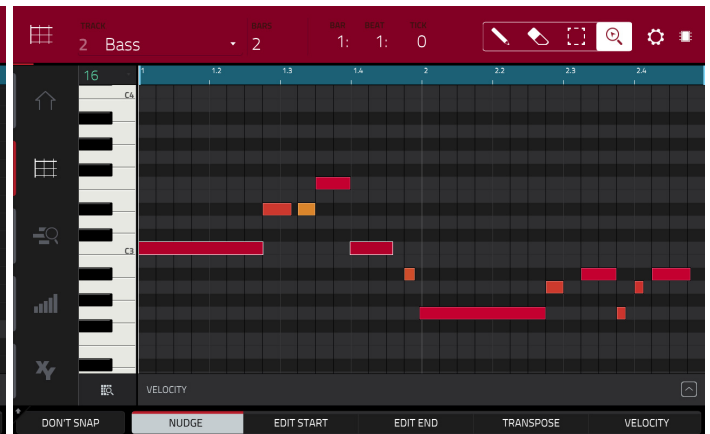 TRACK BARS BAR BEAT TICK
2 Bass 2 1: 1: 0
16 1 1.2 1.3 1.4 2 2.2 2.3 2.4
C4
C3
XY
VELOCITY
DON'T SNAP NUDGE EDIT START EDIT END TRANSPOSE VELOCITY